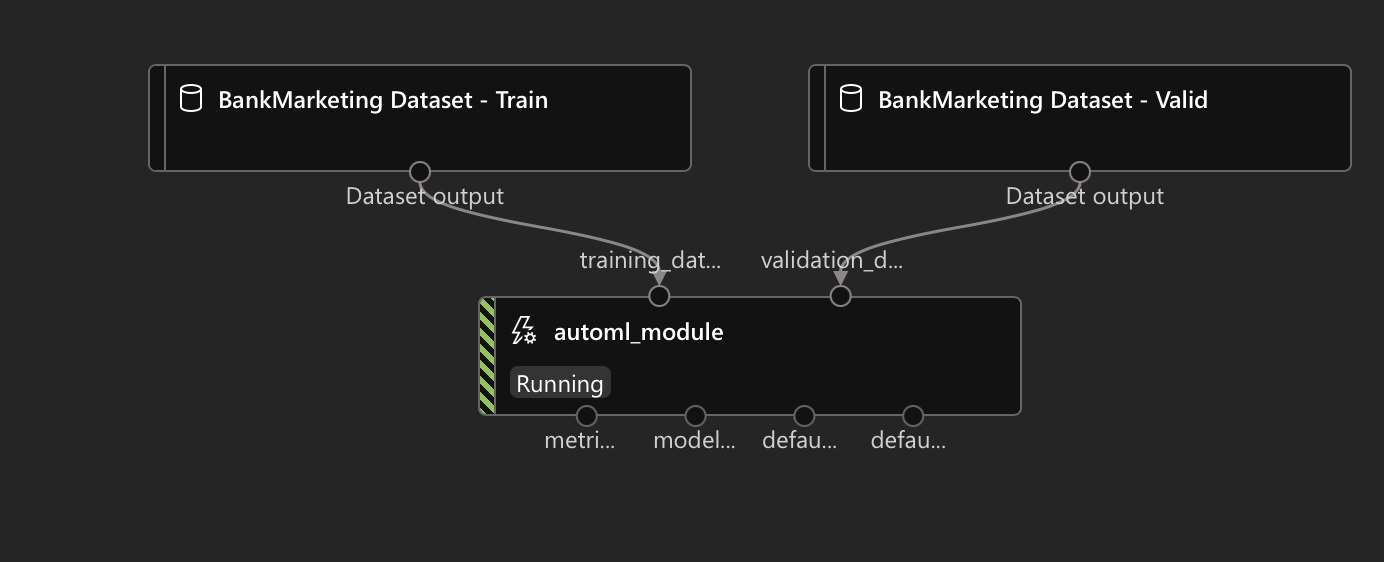 BankMarketing Dataset - Train
BankMarketing Dataset - Valid
Dataset output
Dataset output
training_dat...
validation_d...
automl_module
Running
metri...
model...
defau...
defau...